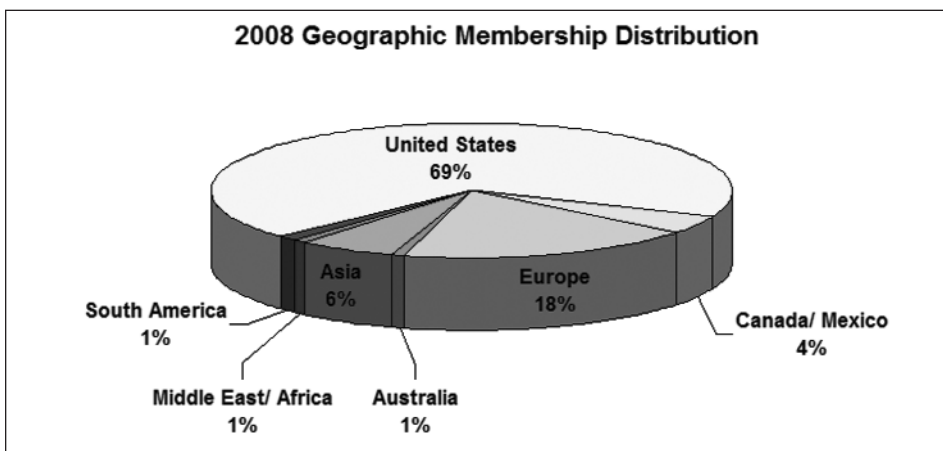 2008 Geographic Membership Distribution
United States
69%
Asia
6%
Europe
18%
South America
1%
Canada/ Mexico
4%
Middle East/ Africa
1%
Australia
1%